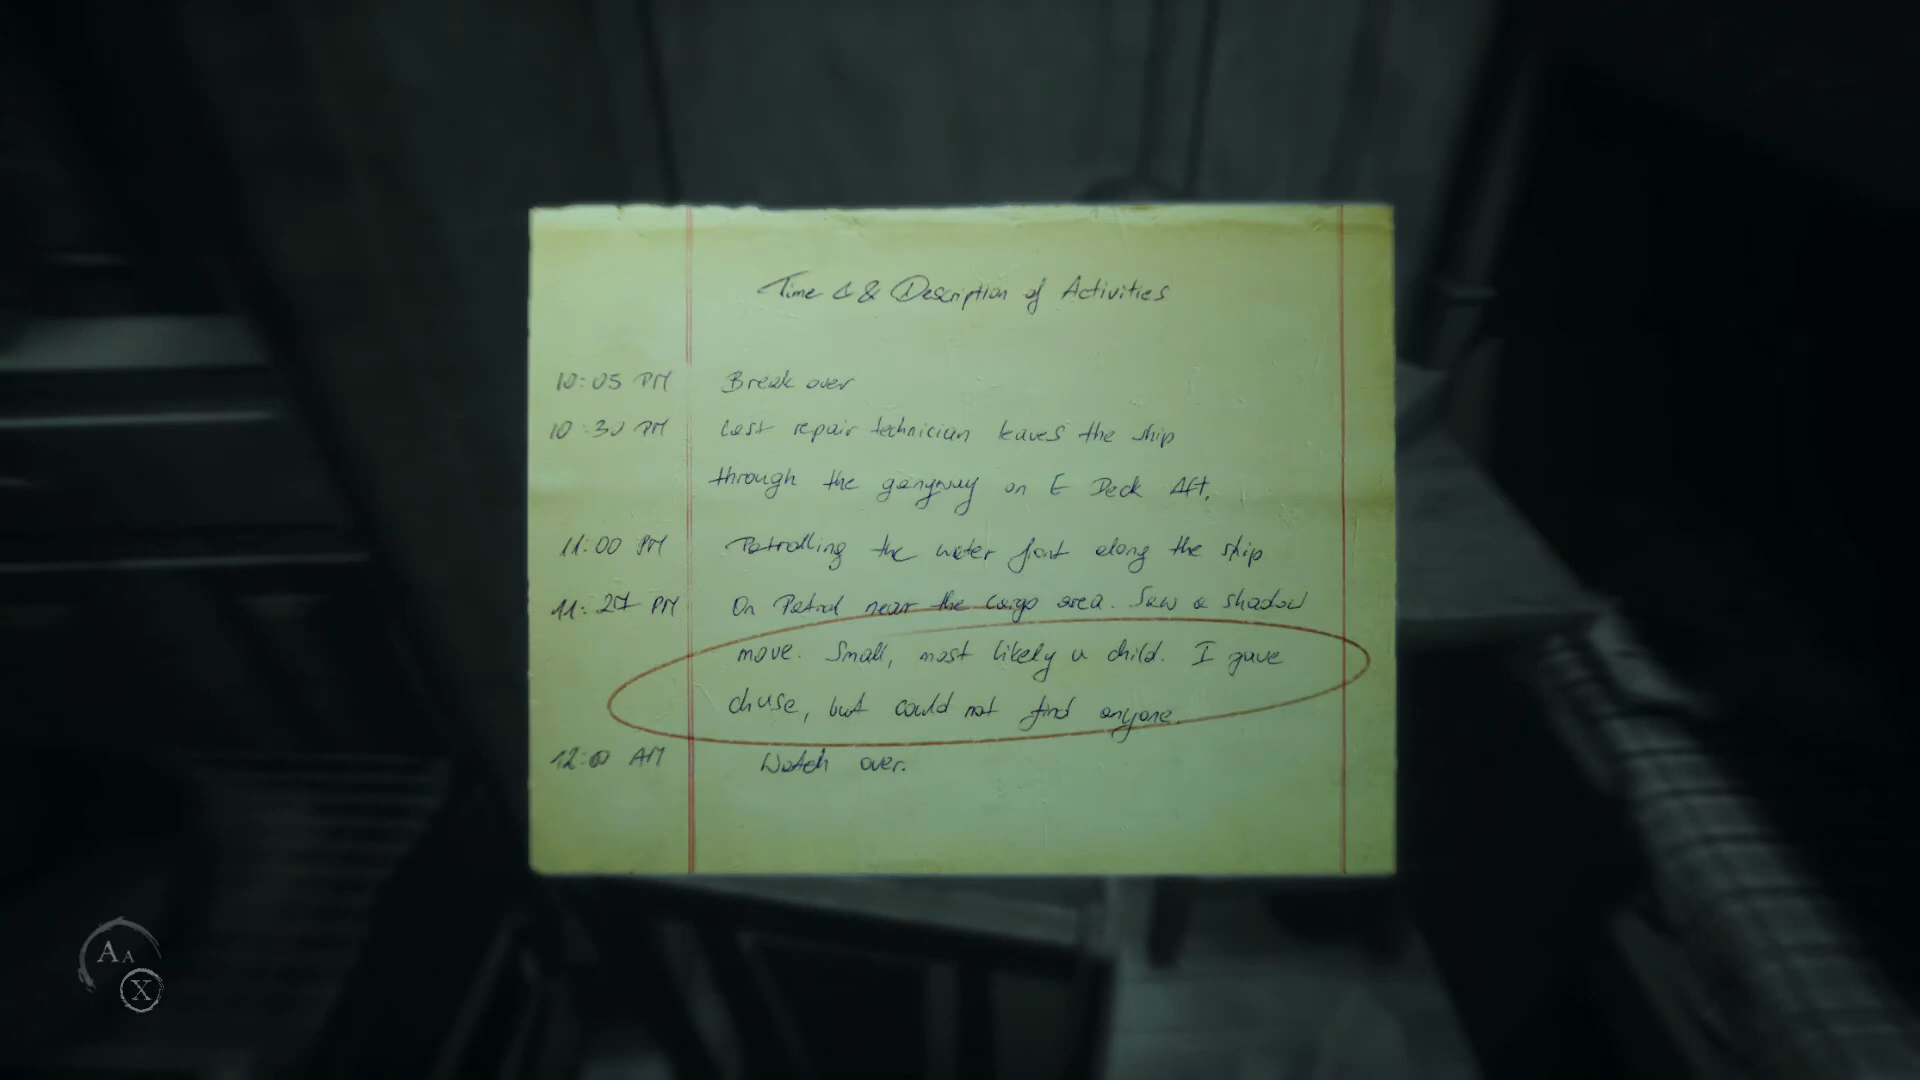 Time & Description of Activities
10:05 PM Break over
10:30 PM Last repair technician leaves the ship
through the gangway on E Deck Aft.
11:00 PM Patrolling the water front along the ship
11:27 PM On Patrol near the cargo area. Saw a shadow
move. Small, most likely a child. I gave
chase, but could not find anyone.
12:00 AM Watch over.
AA
X